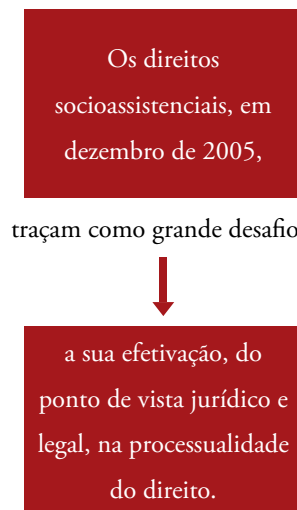 Os direitos
socioassistenciais, em
dezembro de 2005,
traçam como grande desafio
a sua efetivação, do
ponto de vista jurídico e
legal, na processualidade
do direito.